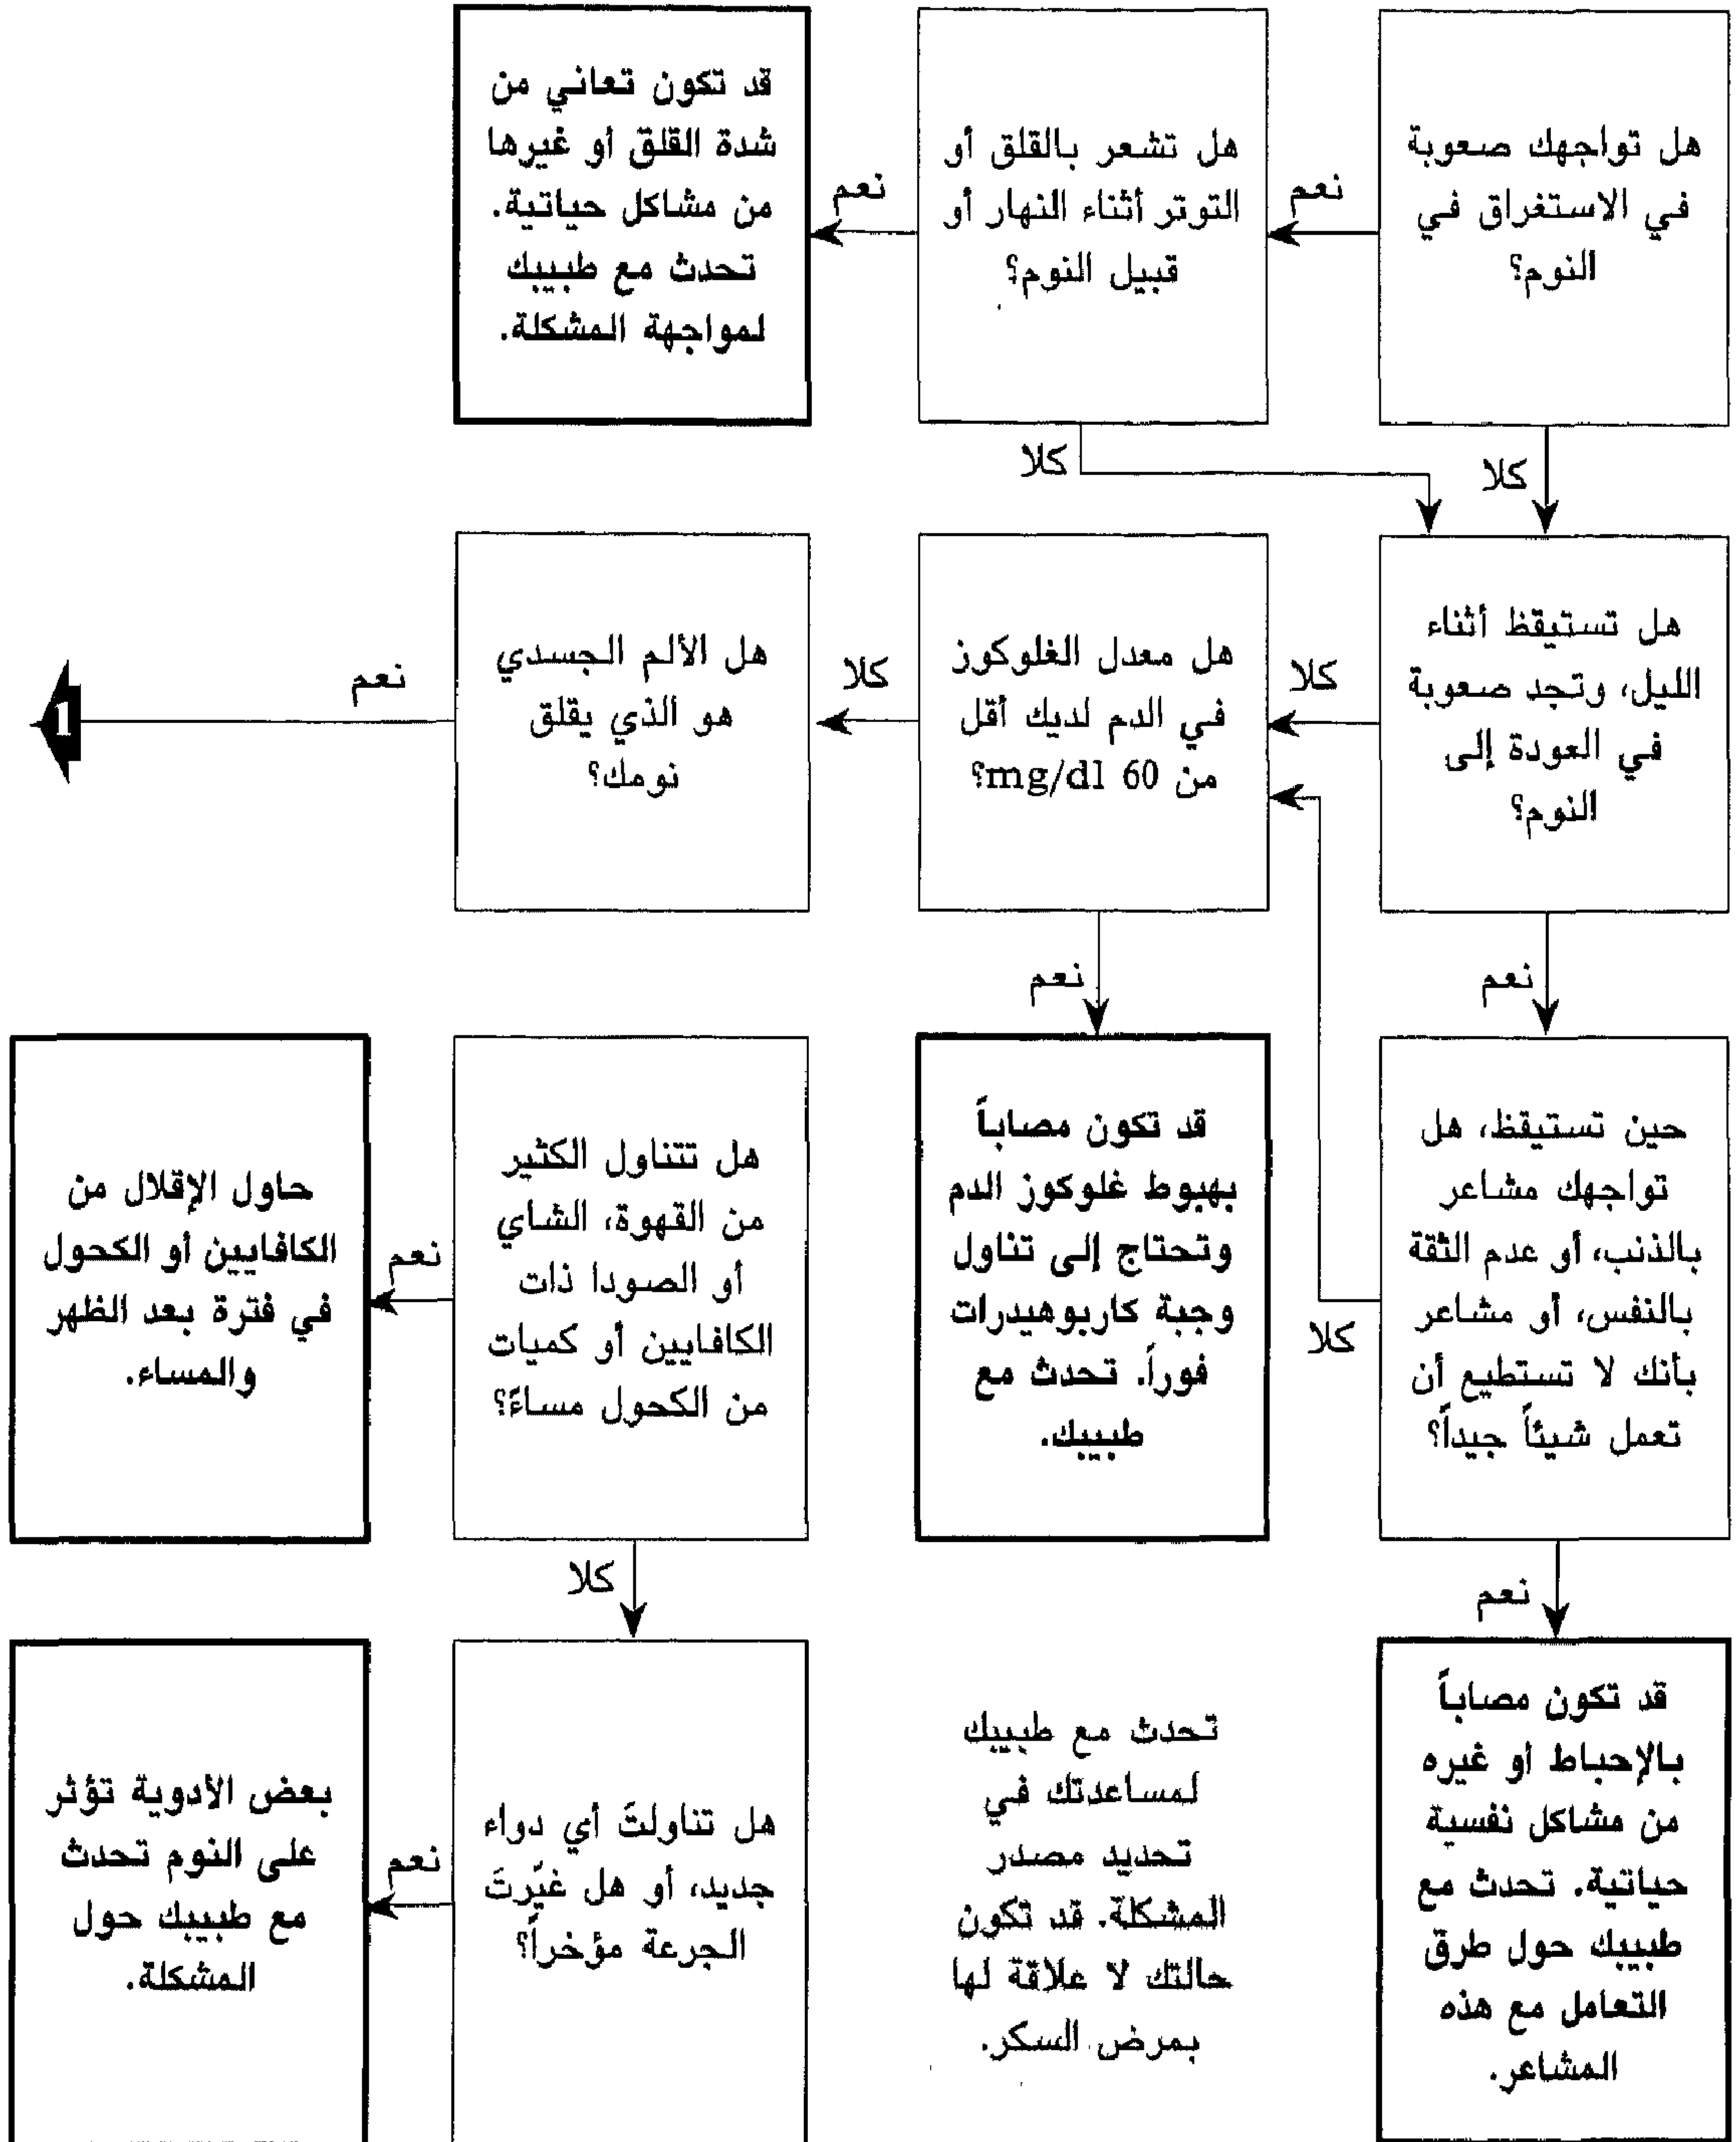 هل تواجهك صعوبة
في الاستغراق في
النوم؟
نعم
هل تشعر بالقلق أو
التوتر أثناء النهار أو
قبيل النوم؟
نعم
قد تكون تعاني من
شدة القلق أو غيرها
من مشاكل حياتية.
تحدث مع طبيبك
لمواجهة المشكلة.
كلا
كلا
هل تستيقظ أثناء
الليل، وتجد صعوبة
في العودة إلى
النوم؟
كلا
هل معدل الغلوكوز
في الدم لديك أقل
من 60 mg/dl؟
كلا
هل الألم الجسدي
هو الذي يقلق
نومك؟
نعم
1
نعم
نعم
حين تستيقظ، هل
تواجهك مشاعر
بالذنب، أو عدم الثقة
بالنفس، أو مشاعر
بأنك لا تستطيع أن
تعمل شيئاً جيداً؟
كلا
قد تكون مصاباً
بهبوط غلوكوز الدم
وتحتاج إلى تناول
وجبة كاربوهيدرات
فوراً. تحدث مع
طبيبك.
هل تتناول الكثير
من القهوة، الشاي
أو الصودا ذات
الكافايين أو كميات
من الكحول مساءً؟
نعم
حاول الإقلال من
الكافايين أو الكحول
في فترة بعد الظهر
والمساء.
نعم
كلا
قد تكون مصاباً
بالإحباط أو غيره
من مشاكل نفسية
حياتية. تحدث مع
طبيبك حول طرق
التعامل مع هذه
المشاعر.
تحدث مع طبيبك
لمساعدتك في
تحديد مصدر
المشكلة. قد تكون
حالتك لا علاقة لها
بمرض السكر.
هل تناولتَ أي دواء
جديد، أو هل غيّرتَ
الجرعة مؤخراً؟
نعم
بعض الأدوية تؤثر
على النوم تحدث
مع طبيبك حول
المشكلة.